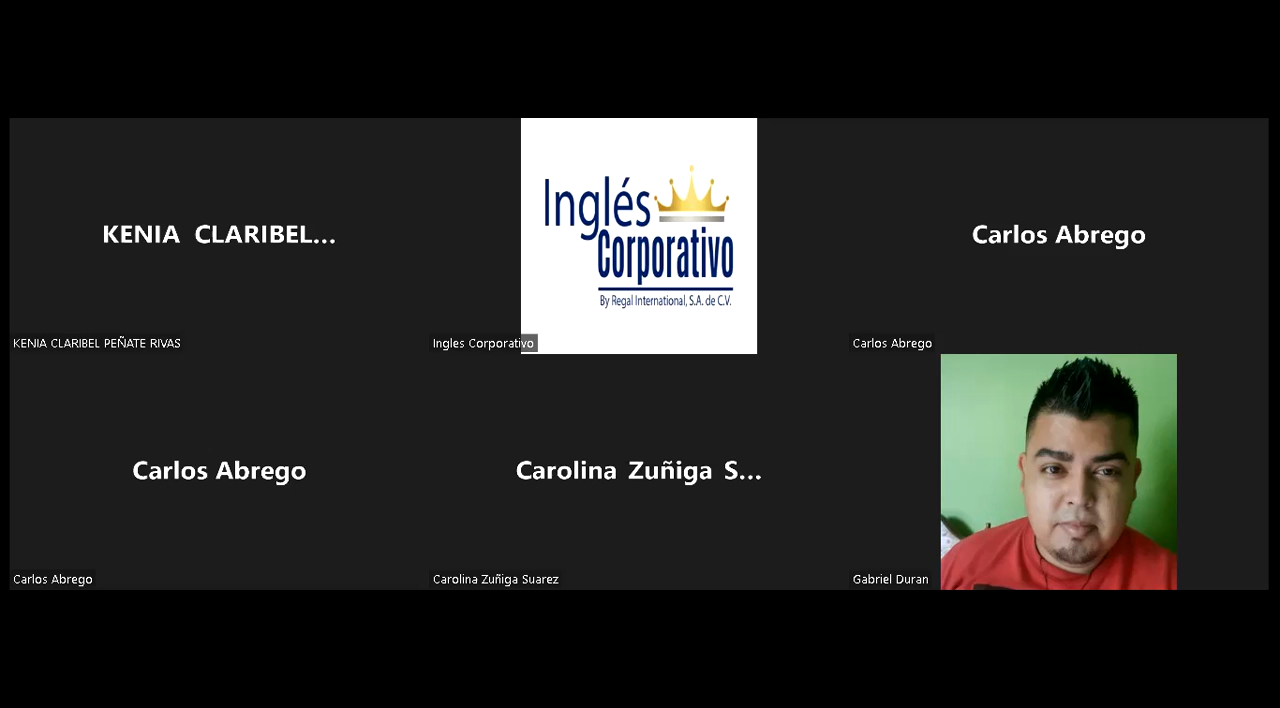 KENIA CLARIBEL...
KENIA CLARIBEL PEÑATE RIVAS
Inglés
Corporativo
By Regal International, S.A. de C.V.
Ingles Corporativo
Carlos Abrego
Carlos Abrego
Carlos Abrego
Carlos Abrego
Carolina Zuñiga S...
Carolina Zuñiga Suarez
Gabriel Duran